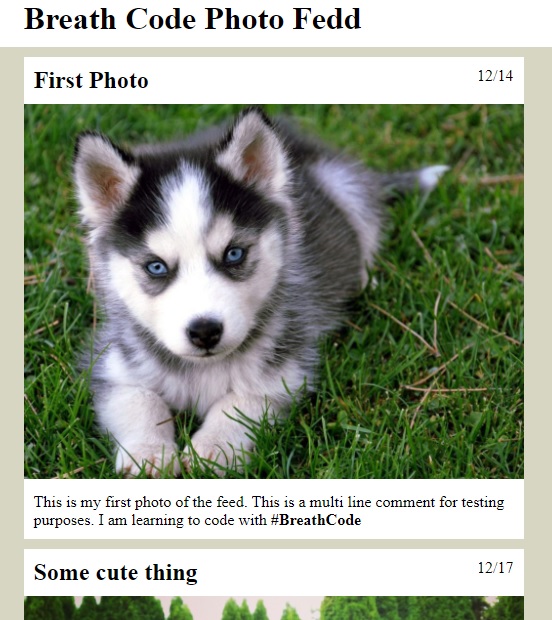 Breath Code Photo Fedd
First Photo 12/14
This is my first photo of the feed. This is a multi line comment for testing
purposes. I am learning to code with #BreathCode
Some cute thing 12/17